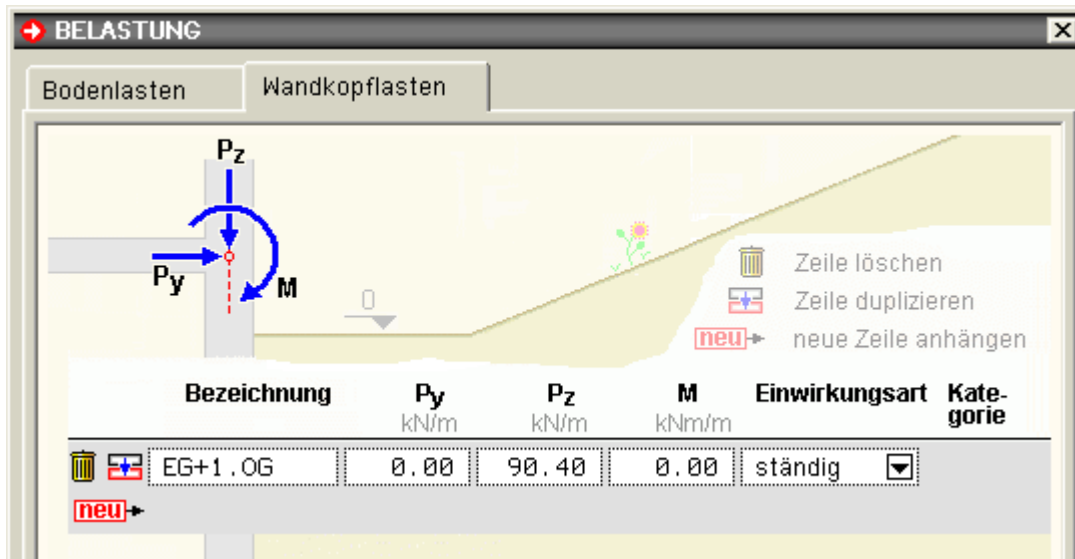 BELASTUNG
Bodenlasten Wandkopflasten
Pz
Py
M
0
Zeile löschen
Zeile duplizieren
neu neue Zeile anhängen
Bezeichnung Py Pz M Einwirkungsart Kate-
gorie
kN/m kN/m kNm/m
EG+1.OG 0.00 90.40 0.00 ständig
neu